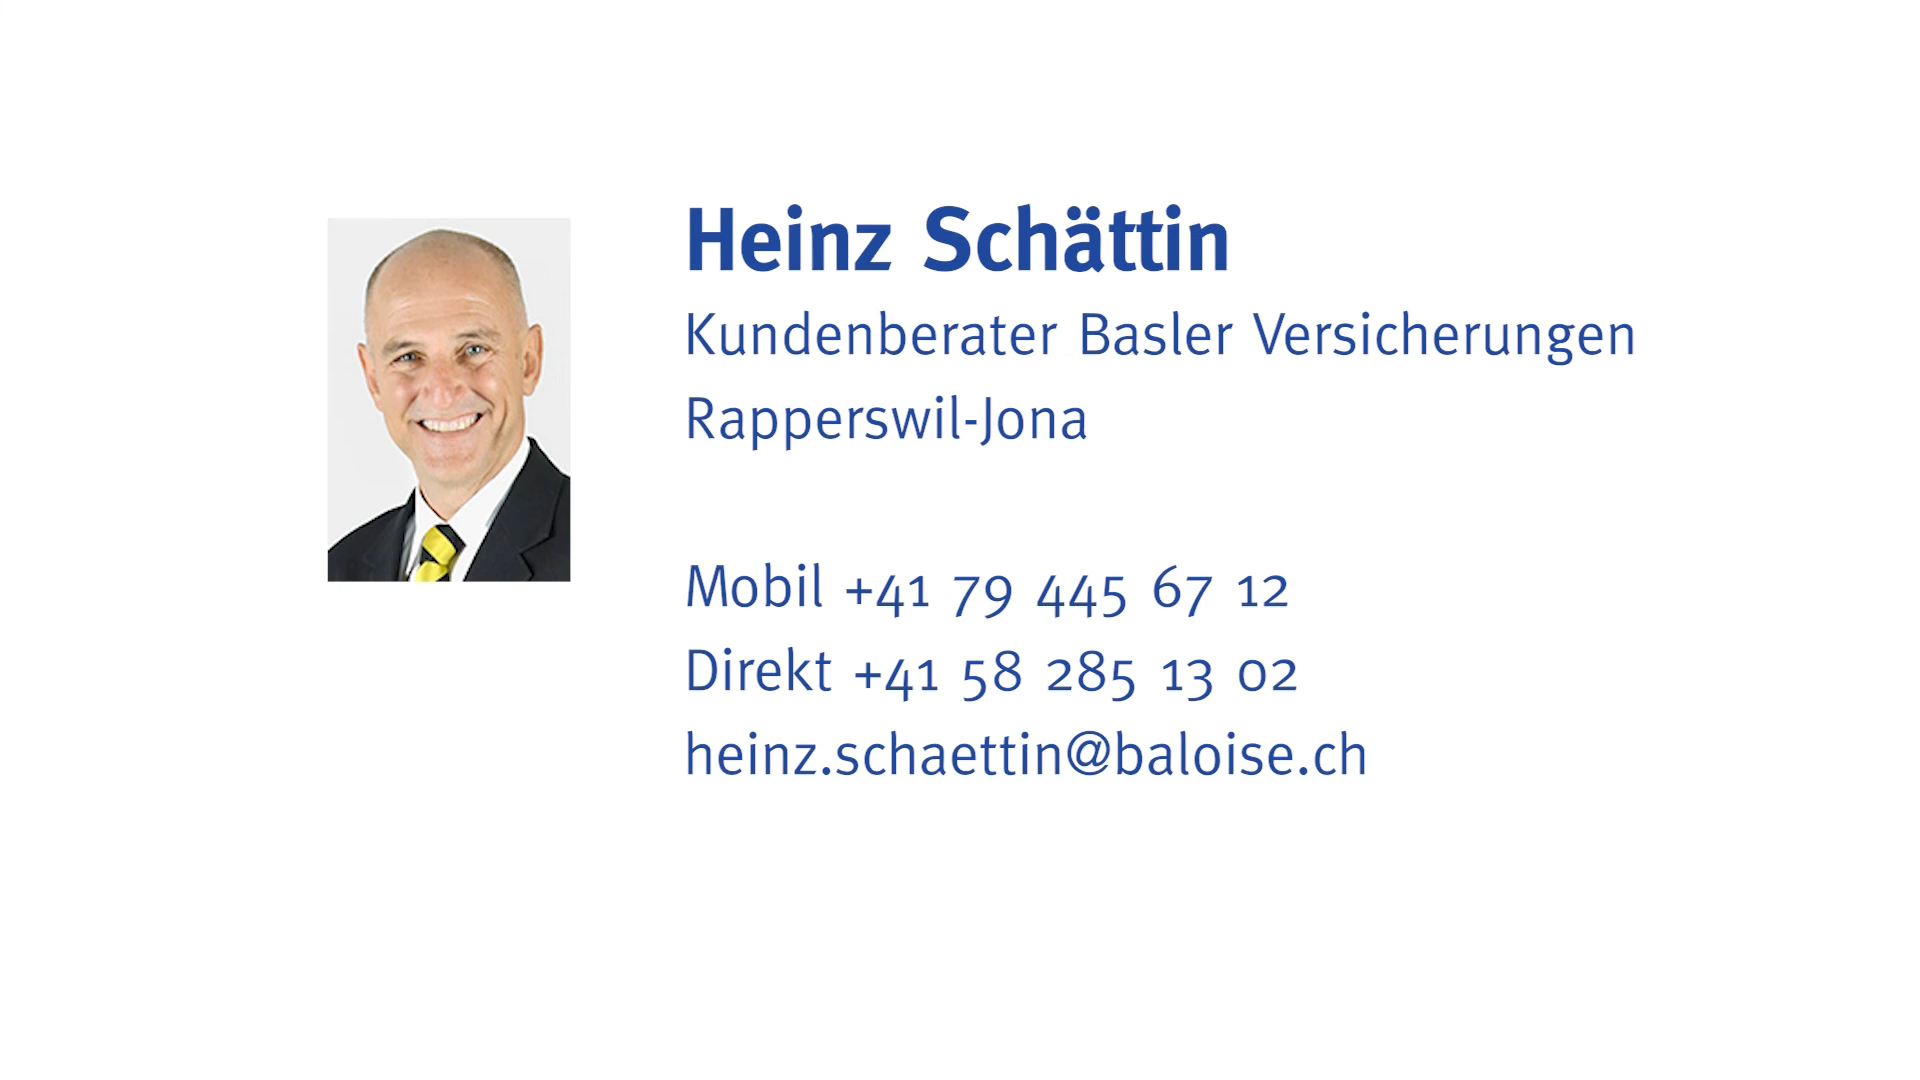 Heinz Schättin
Kundenberater Basler Versicherungen
Rapperswil-Jona
Mobil +41 79 445 67 12
Direkt +41 58 285 13 02
heinz.schaettin@baloise.ch